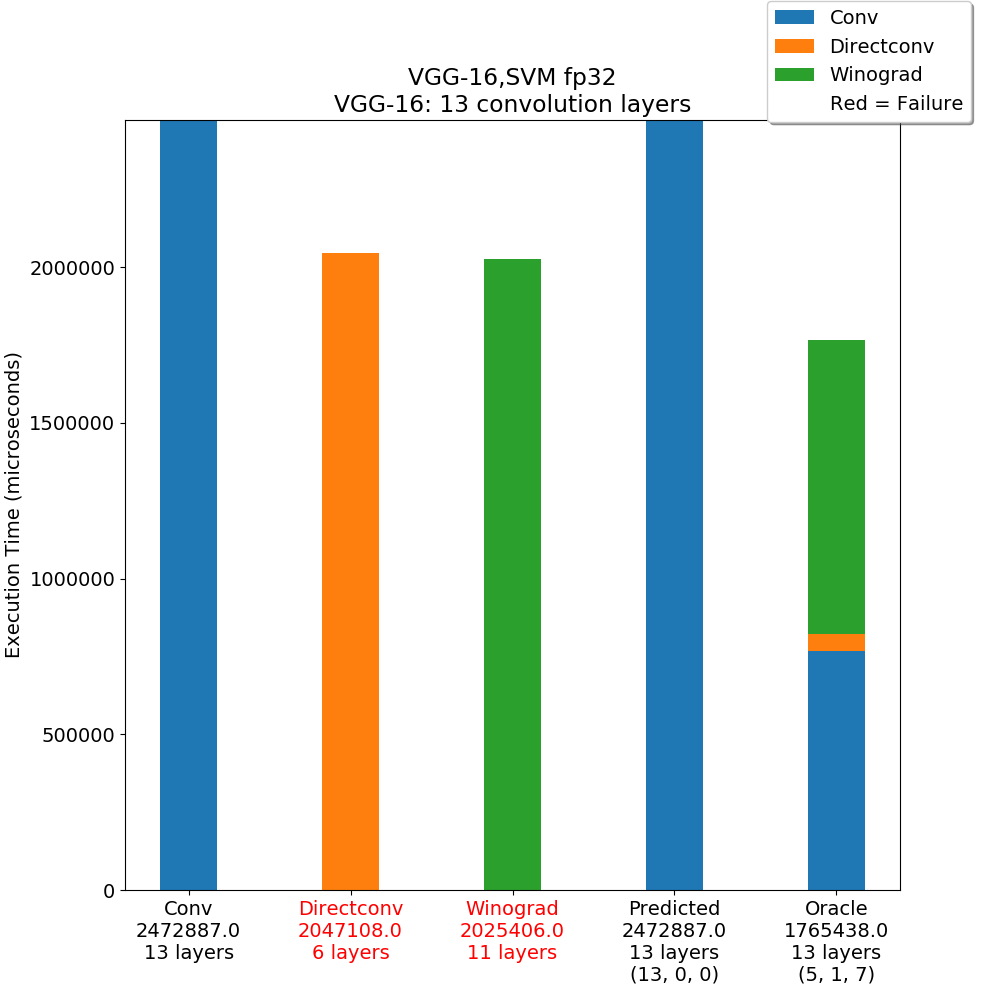 Conv
Directconv
Winograd
Red = Failure
VGG-16,SVM fp32
VGG-16: 13 convolution layers
Execution Time (microseconds)
2000000
1500000
1000000
500000
0
Conv
2472887.0
13 layers
Directconv
2047108.0
6 layers
Winograd
2025406.0
11 layers
Predicted
2472887.0
13 layers
(13, 0, 0)
Oracle
1765438.0
13 layers
(5, 1, 7)